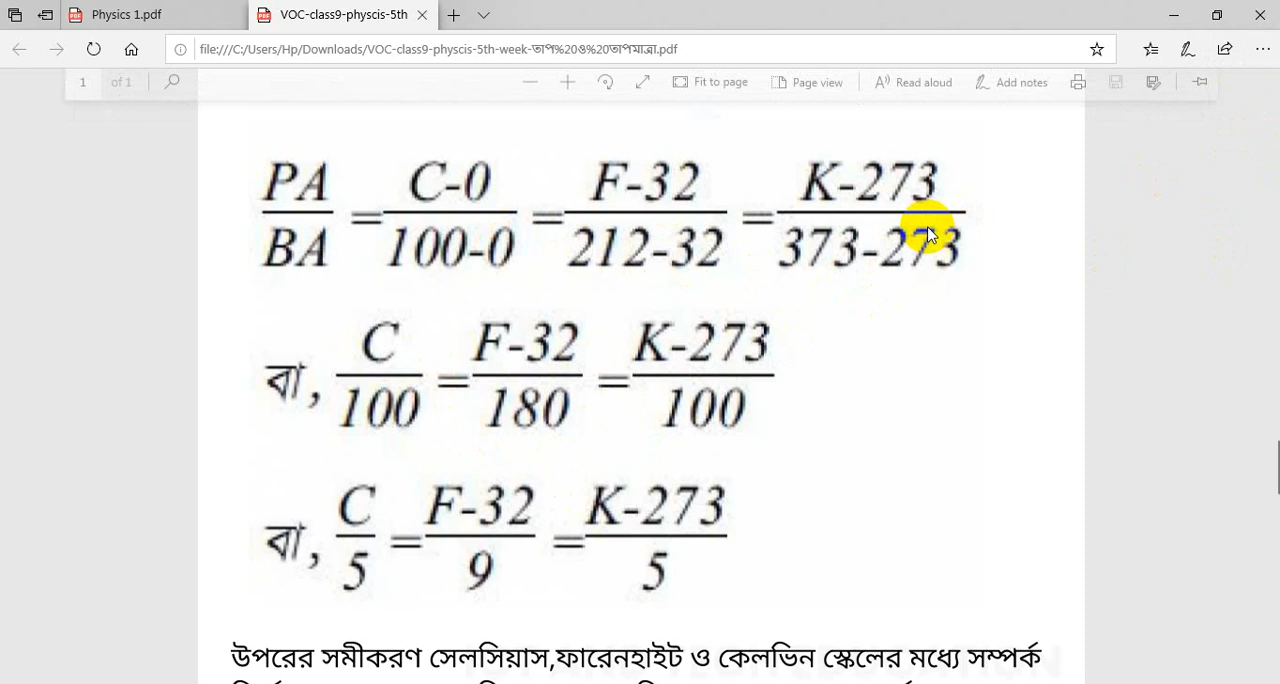 Physics 1.pdf
VOC-class9-physcis-5th
file:///C:/Users/Hp/Downloads/VOC-class9-physcis-5th-week-তাপ%20ও%20তাপমাত্রা.pdf
1 of 1 Fit to page Page view Read aloud Add notes
PA/BA = C-0/100-0 = F-32/212-32 = K-273/373-273
বা, C/100 = F-32/180 = K-273/100
বা, C/5 = F-32/9 = K-273/5
উপরের সমীকরণ সেলসিয়াস,ফারেনহাইট ও কেলভিন স্কেলের মধ্যে সম্পর্ক